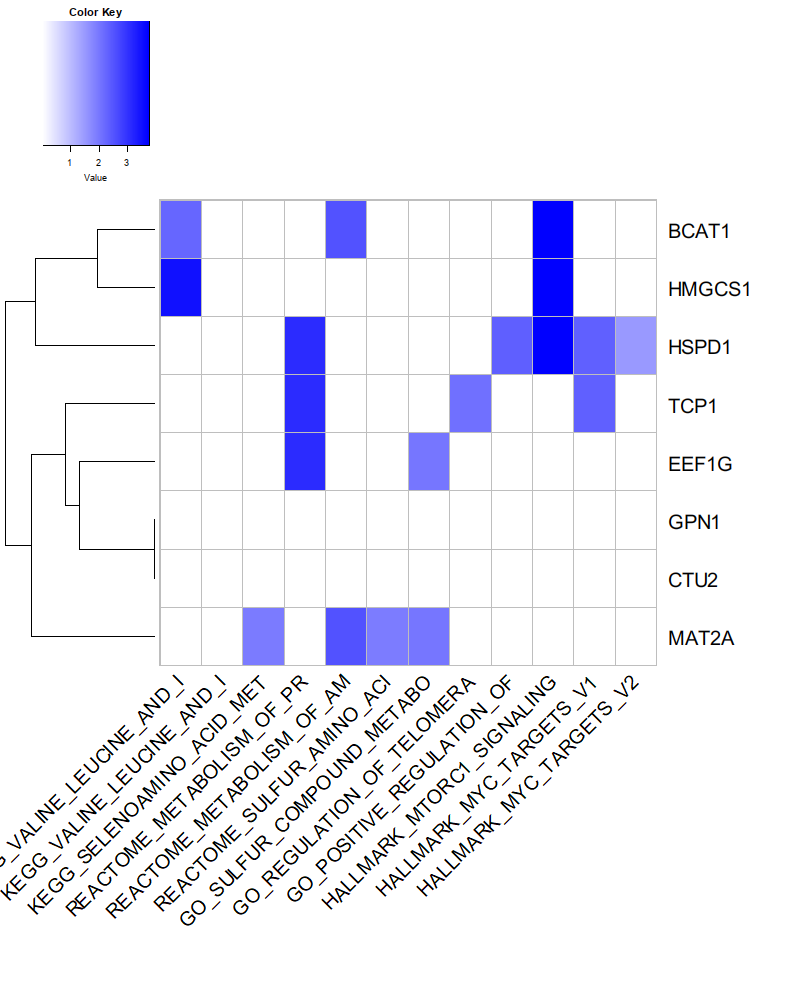 Color Key
1 2 3
Value
BCAT1
HMGCS1
HSPD1
TCP1
EEF1G
GPN1
CTU2
MAT2A
G_VALINE_LEUCINE_AND_I
KEGG_VALINE_LEUCINE_AND_I
KEGG_SELENOAMINO_ACID_MET
REACTOME_METABOLISM_OF_PR
REACTOME_METABOLISM_OF_AM
REACTOME_SULFUR_AMINO_ACI
GO_SULFUR_COMPOUND_METABO
GO_REGULATION_OF_TELOMERA
GO_POSITIVE_REGULATION_OF
HALLMARK_MTORC1_SIGNALING
HALLMARK_MYC_TARGETS_V1
HALLMARK_MYC_TARGETS_V2